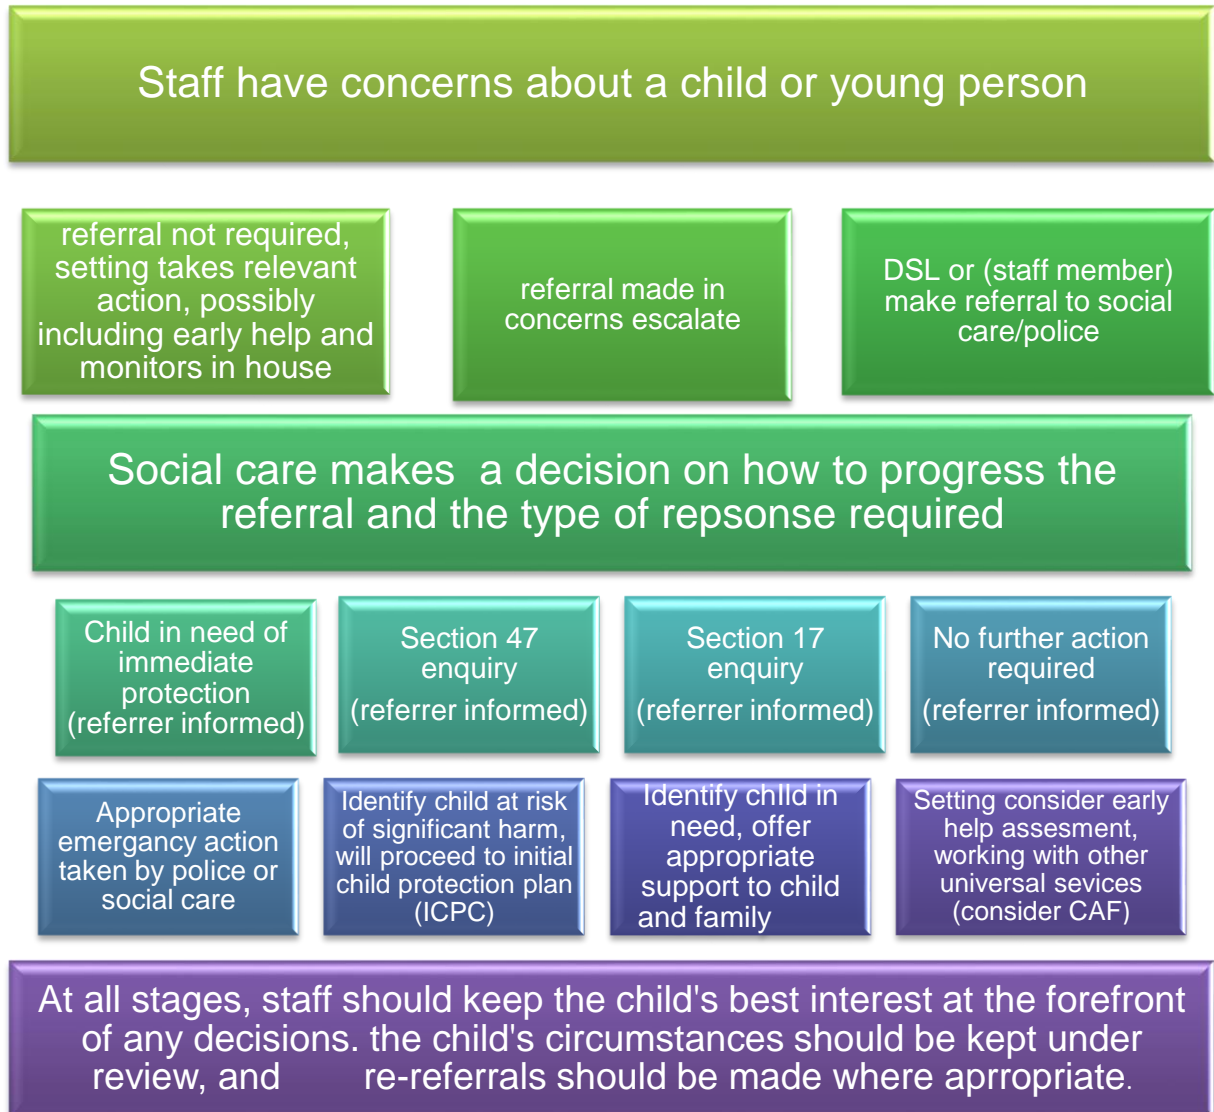 Staff have concerns about a child or young person
referral not required,
setting takes relevant
action, possibly
including early help and
monitors in house
referral made in
concerns escalate
DSL or (staff member)
make referral to social
care/police
Social care makes a decision on how to progress the
referral and the type of repsonse required
Child in need of
immediate
protection
(referrer informed)
Section 47
enquiry
(referrer informed)
Section 17
enquiry
(referrer informed)
No further action
required
(referrer informed)
Appropriate
emergancy action
taken by police or
social care
Identify child at risk
of significant harm,
will proceed to initial
child protection plan
(ICPC)
Identify chIld in
need, offer
appropriate
support to child
and family
Setting consider early
help assesment,
working with other
universal sevices
(consider CAF)
At all stages, staff should keep the child's best interest at the forefront
of any decisions. the child's circumstances should be kept under
review, and re-referrals should be made where aprropriate.